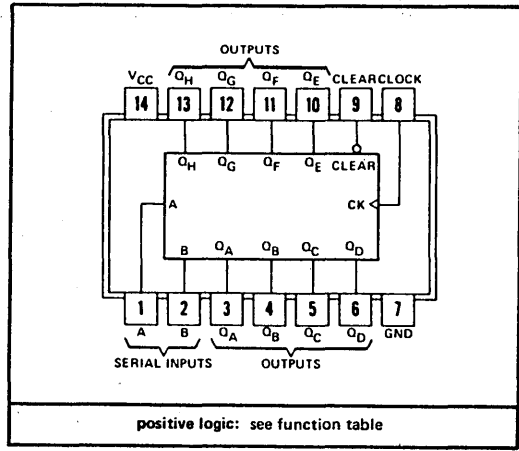 OUTPUTS
VCC QH QG QF QE CLEAR CLOCK
14 13 12 11 10 9 8
QH QG QF QE CLEAR
A CK
B QA QB QC QD
1 2 3 4 5 6 7
A B QA QB QC QD GND
SERIAL INPUTS OUTPUTS
positive logic: see function table